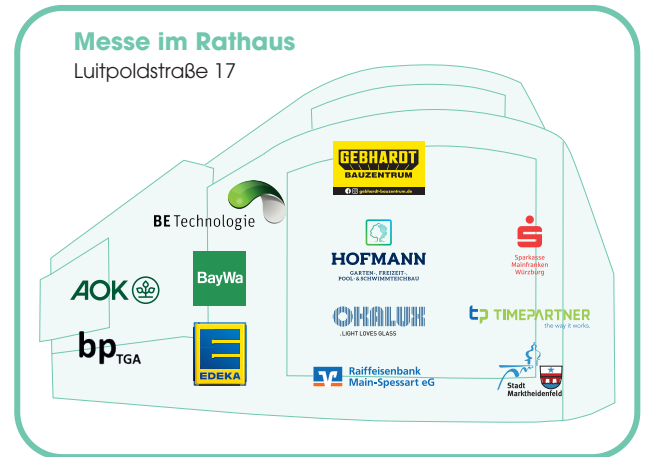 Messe im Rathaus
Luitpoldstraße 17
GEBHARDT
BAUZENTRUM
gebhardt-bauzentrum.de
BE Technologie
HOFMANN
GARTEN-, FREIZEIT-,
POOL- & SCHWIMMTEICHBAU
Sparkasse
Mainfranken
Würzburg
AOK
BayWa
OKALUX
LIGHT LOVES GLASS
tp TIMEPARTNER
the way it works.
bp TGA
E
EDEKA
Raiffeisenbank
Main-Spessart eG
Stadt
Marktheidenfeld